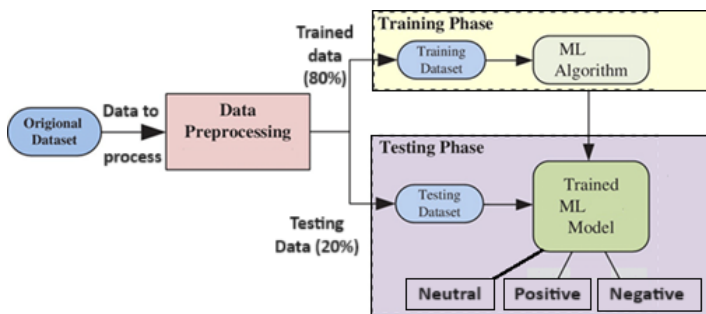 Origional
Dataset
Data to
process
Data
Preprocessing
Trained
data
(80%)
Training Phase
Training
Dataset
ML
Algorithm
Testing
Data (20%)
Testing Phase
Testing
Dataset
Trained
ML
Model
Neutral
Positive
Negative